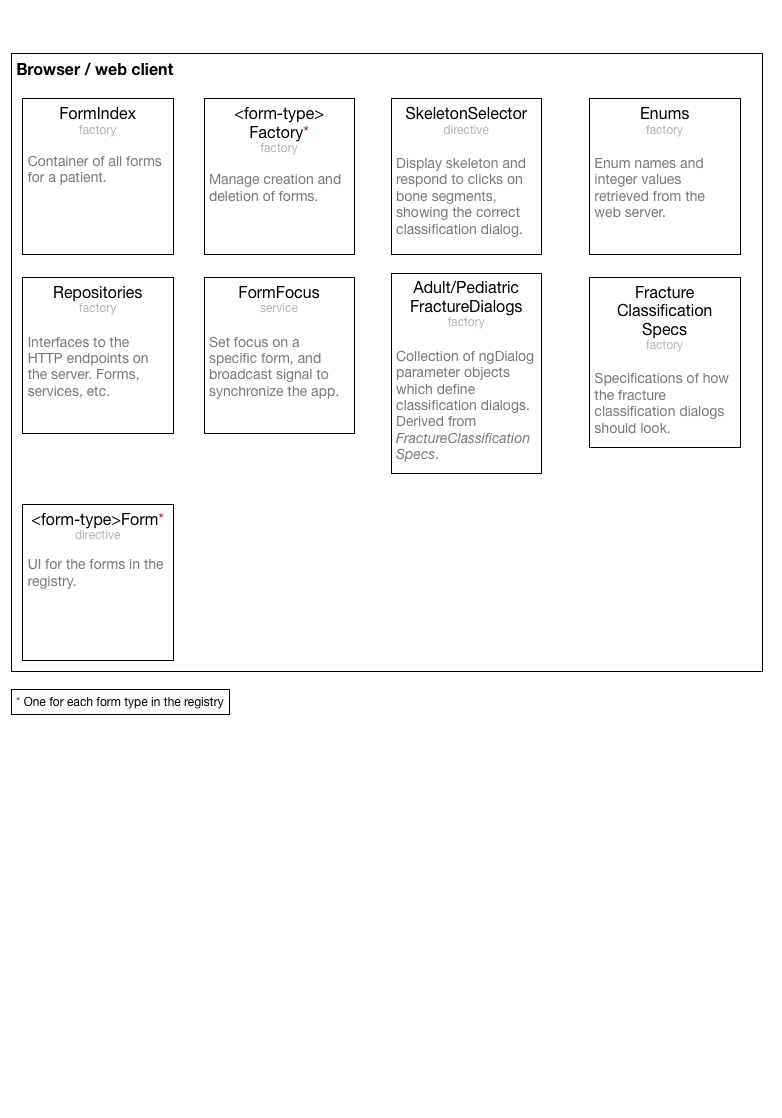 Browser / web client
FormIndex
factory
Container of all forms
for a patient.
<form-type>
Factory*
factory
Manage creation and
deletion of forms.
SkeletonSelector
directive
Display skeleton and
respond to clicks on
bone segments,
showing the correct
classification dialog.
Enums
factory
Enum names and
integer values
retrieved from the
web server.
Repositories
factory
Interfaces to the
HTTP endpoints on
the server. Forms,
services, etc.
FormFocus
service
Set focus on a
specific form, and
broadcast signal to
synchronize the app.
Adult/Pediatric
FractureDialogs
factory
Collection of ngDialog
parameter objects
which define
classification dialogs.
Derived from
FractureClassification
Specs.
Fracture
Classification
Specs
factory
Specifications of how
the fracture
classification dialogs
should look.
<form-type>Form*
directive
UI for the forms in the
registry.
* One for each form type in the registry